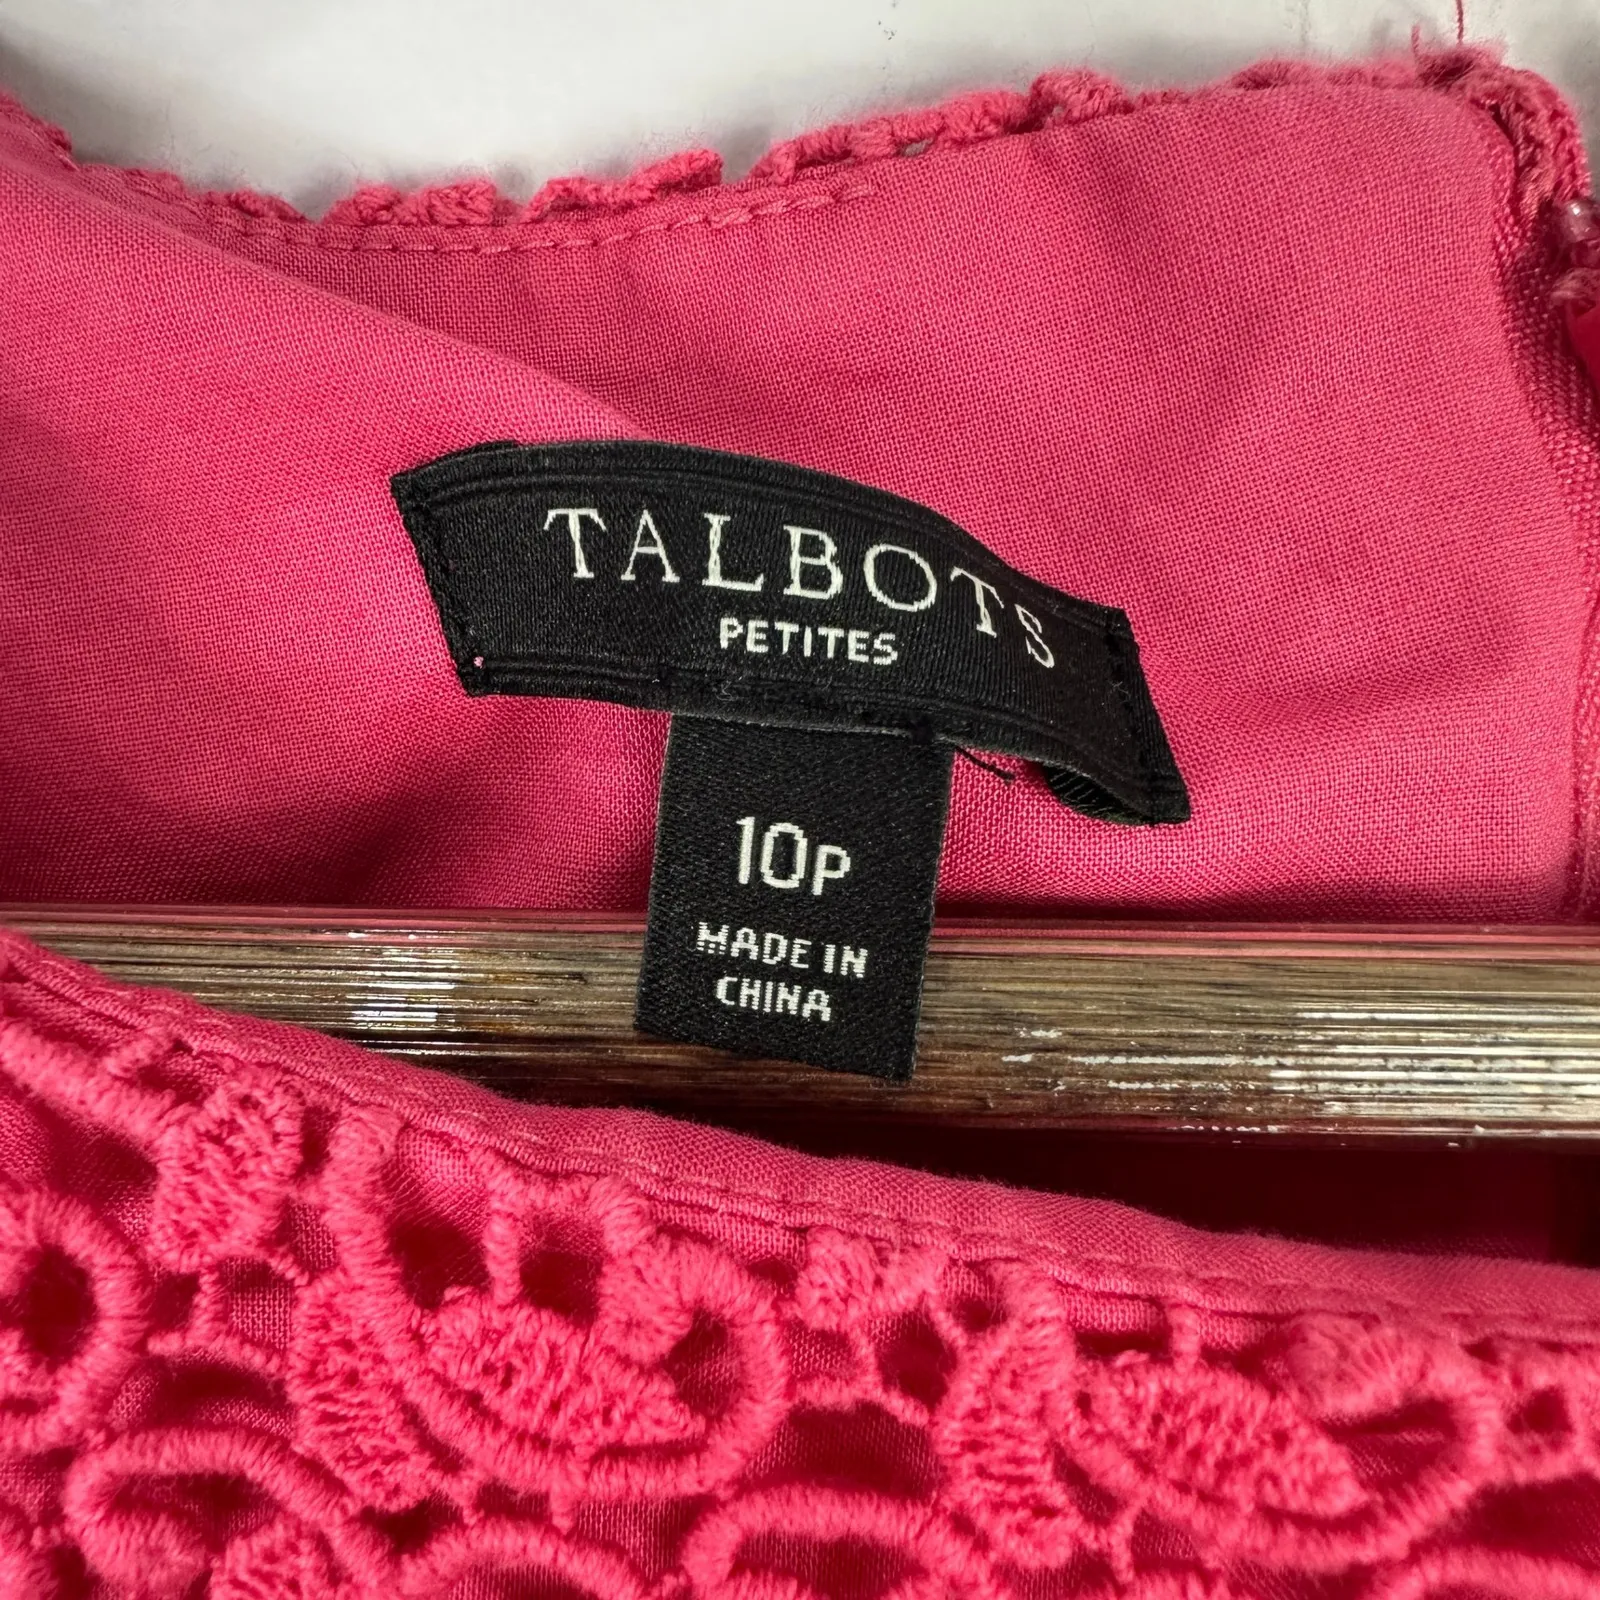 TALBOTS
PETITES
10P
MADE IN
CHINA